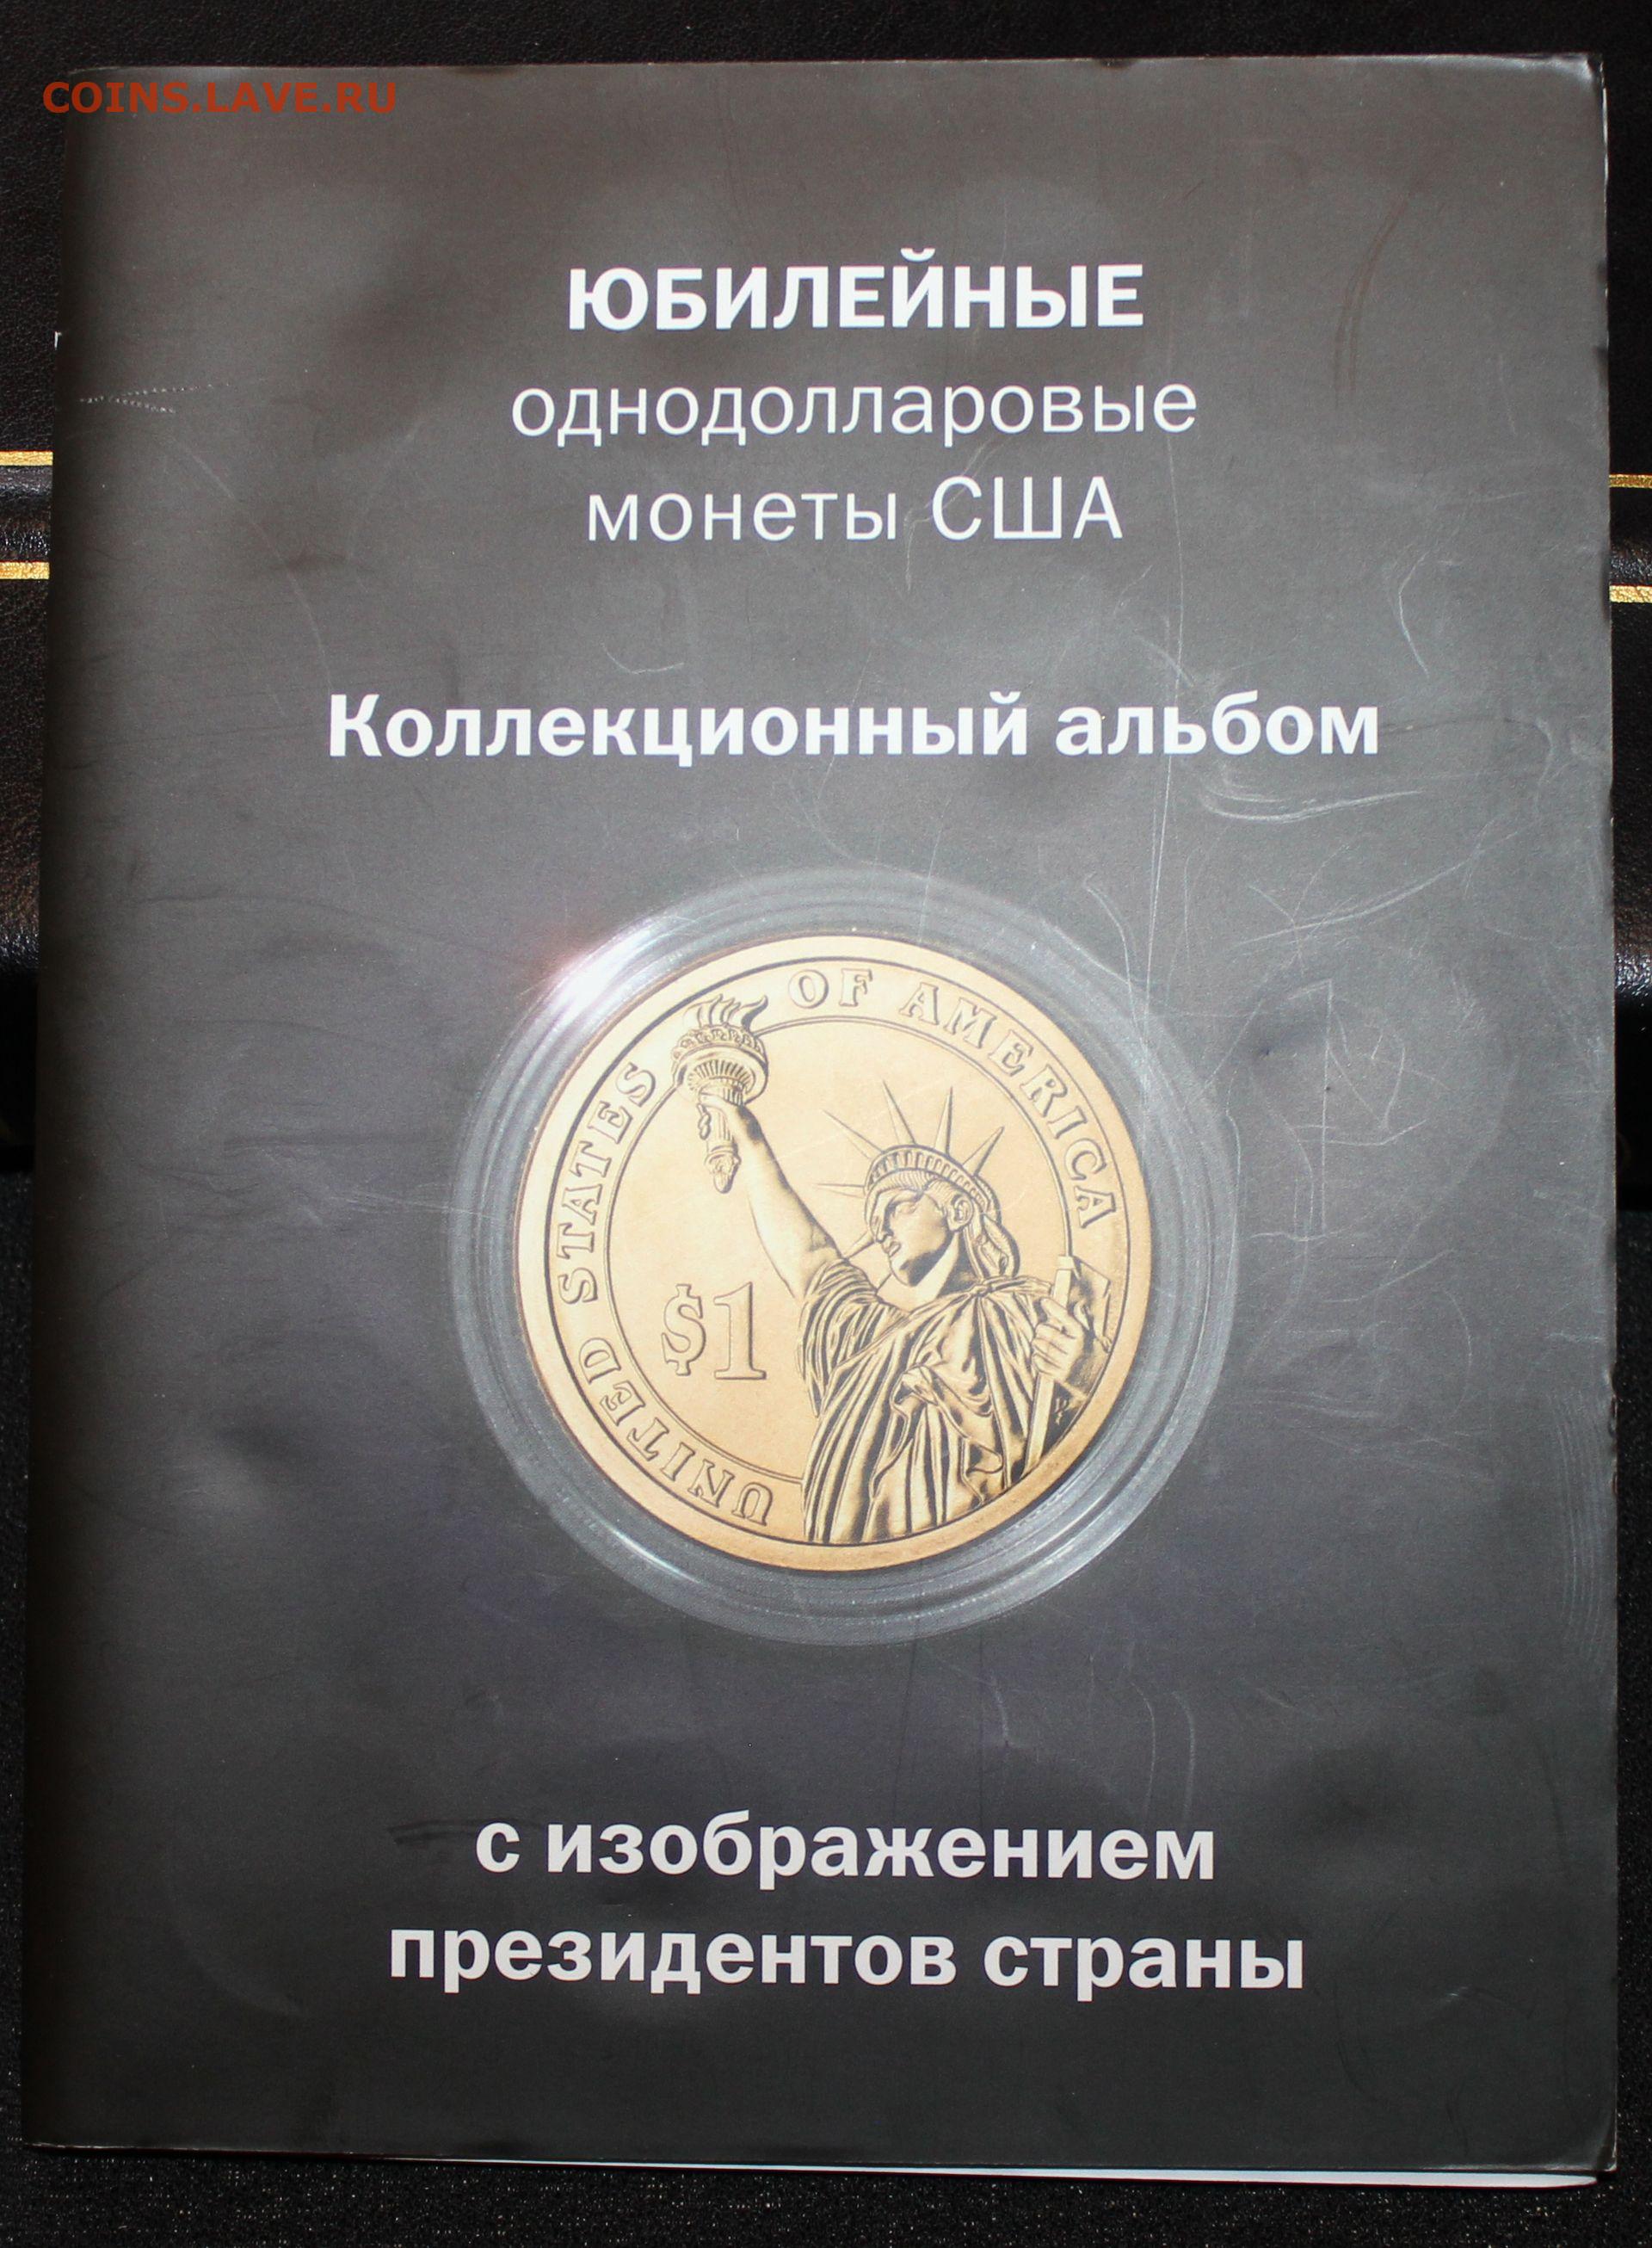 COINS.LAVE.RU
ЮБИЛЕЙНЫЕ
однодолларовые
монеты США
Коллекционный альбом
UNITED STATES OF AMERICA
$1
с изображением
президентов страны